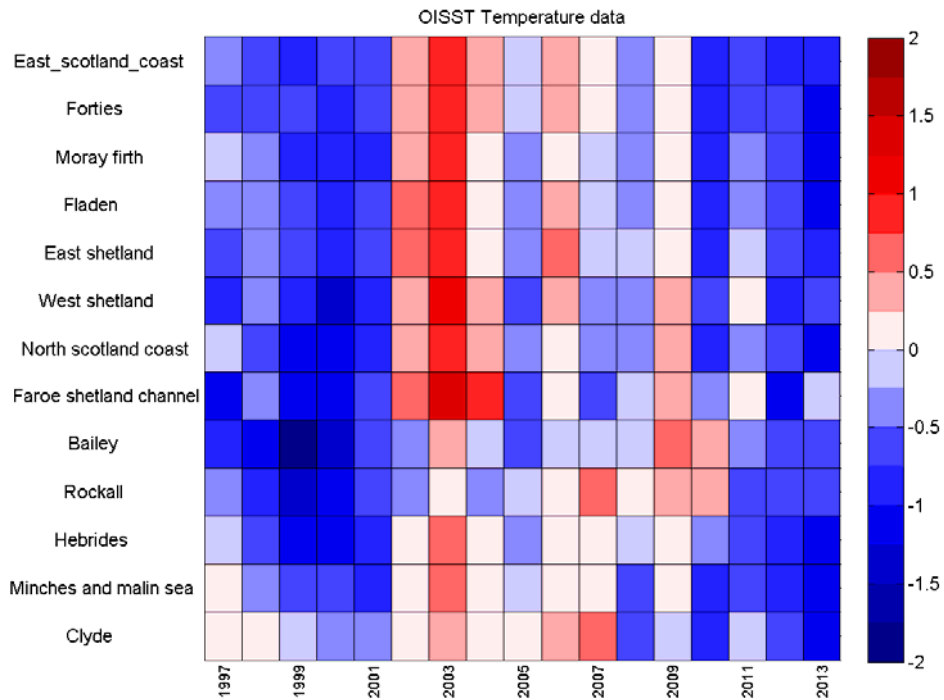 OISST Temperature data
East_scotland_coast
Forties
Moray firth
Fladen
East shetland
West shetland
North scotland coast
Faroe shetland channel
Bailey
Rockall
Hebrides
Minches and malin sea
Clyde
1997
1999
2001
2003
2005
2007
2009
2011
2013
2
1.5
1
0.5
0
-0.5
-1
-1.5
-2